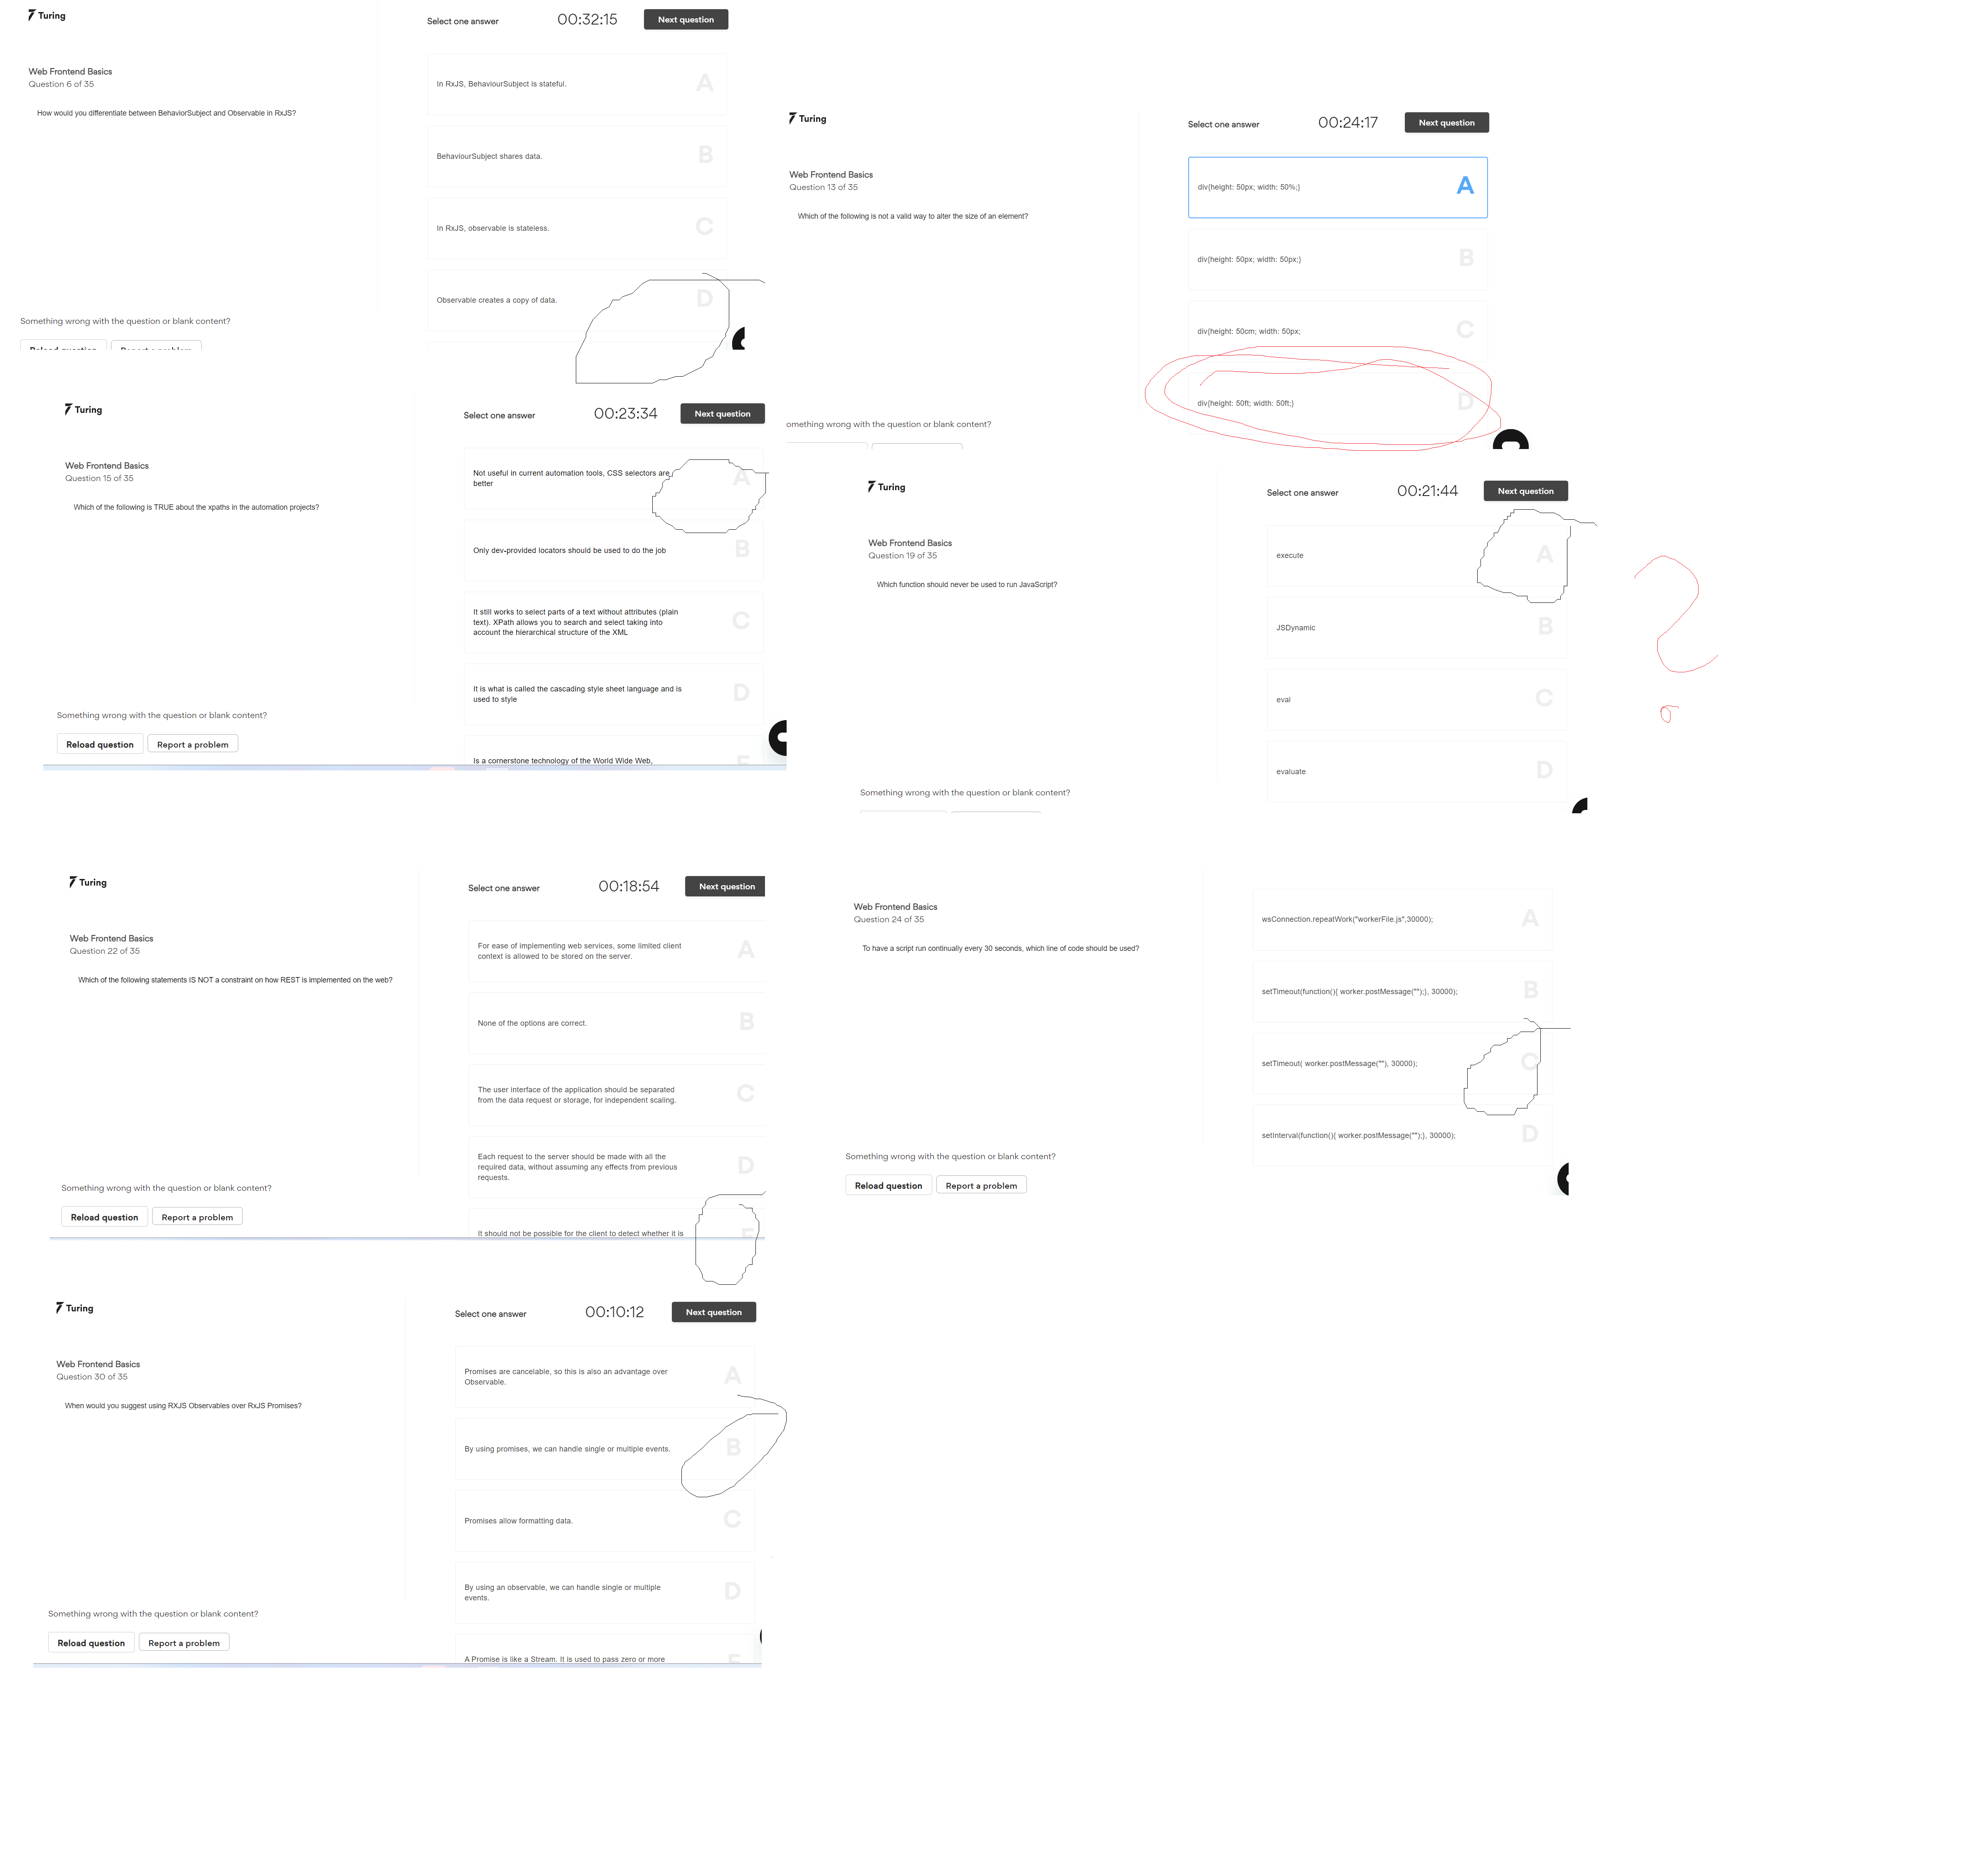 Turing
Select one answer
00:32:15
Next question
Web Frontend Basics
Question 6 of 35
How would you differentiate between BehaviorSubject and Observable in RxJS?
In RxJS, BehaviourSubject is stateful.
A
BehaviourSubject shares data.
B
In RxJS, observable is stateless.
C
Observable creates a copy of data.
D
Something wrong with the question or blank content?
Reload question
Report a problem
Turing
Select one answer
00:24:17
Next question
Web Frontend Basics
Question 13 of 35
Which of the following is not a valid way to alter the size of an element?
div{height: 50px; width: 50%;}
A
div{height: 50px; width: 50px;}
B
div{height: 50cm; width: 50px;
C
div{height: 50ft; width: 50ft;}
D
omething wrong with the question or blank content?
Turing
Select one answer
00:23:34
Next question
Web Frontend Basics
Question 15 of 35
Which of the following is TRUE about the xpaths in the automation projects?
Not useful in current automation tools, CSS selectors are
better
A
Only dev-provided locators should be used to do the job
B
It still works to select parts of a text without attributes (plain
text). XPath allows you to search and select taking into
account the hierarchical structure of the XML
C
It is what is called the cascading style sheet language and is
used to style
D
Is a cornerstone technology of the World Wide Web,
Something wrong with the question or blank content?
Reload question
Report a problem
Turing
Select one answer
00:21:44
Next question
Web Frontend Basics
Question 19 of 35
Which function should never be used to run JavaScript?
execute
A
JSDynamic
B
eval
C
evaluate
D
Something wrong with the question or blank content?
Turing
Select one answer
00:18:54
Next question
Web Frontend Basics
Question 22 of 35
Which of the following statements IS NOT a constraint on how REST is implemented on the web?
For ease of implementing web services, some limited client
context is allowed to be stored on the server.
A
None of the options are correct.
B
The user interface of the application should be separated
from the data request or storage, for independent scaling.
C
Each request to the server should be made with all the
required data, without assuming any effects from previous
requests.
D
It should not be possible for the client to detect whether it is
Something wrong with the question or blank content?
Reload question
Report a problem
Web Frontend Basics
Question 24 of 35
To have a script run continually every 30 seconds, which line of code should be used?
wsConnection.repeatWork("workerFile.js",30000);
A
setTimeout(function(){ worker.postMessage("");}, 30000);
B
setTimeout( worker.postMessage(""), 30000);
C
setInterval(function(){ worker.postMessage("");}, 30000);
D
Something wrong with the question or blank content?
Reload question
Report a problem
Turing
Select one answer
00:10:12
Next question
Web Frontend Basics
Question 30 of 35
When would you suggest using RXJS Observables over RxJS Promises?
Promises are cancelable, so this is also an advantage over
Observable.
A
By using promises, we can handle single or multiple events.
B
Promises allow formatting data.
C
By using an observable, we can handle single or multiple
events.
D
A Promise is like a Stream. It is used to pass zero or more
Something wrong with the question or blank content?
Reload question
Report a problem